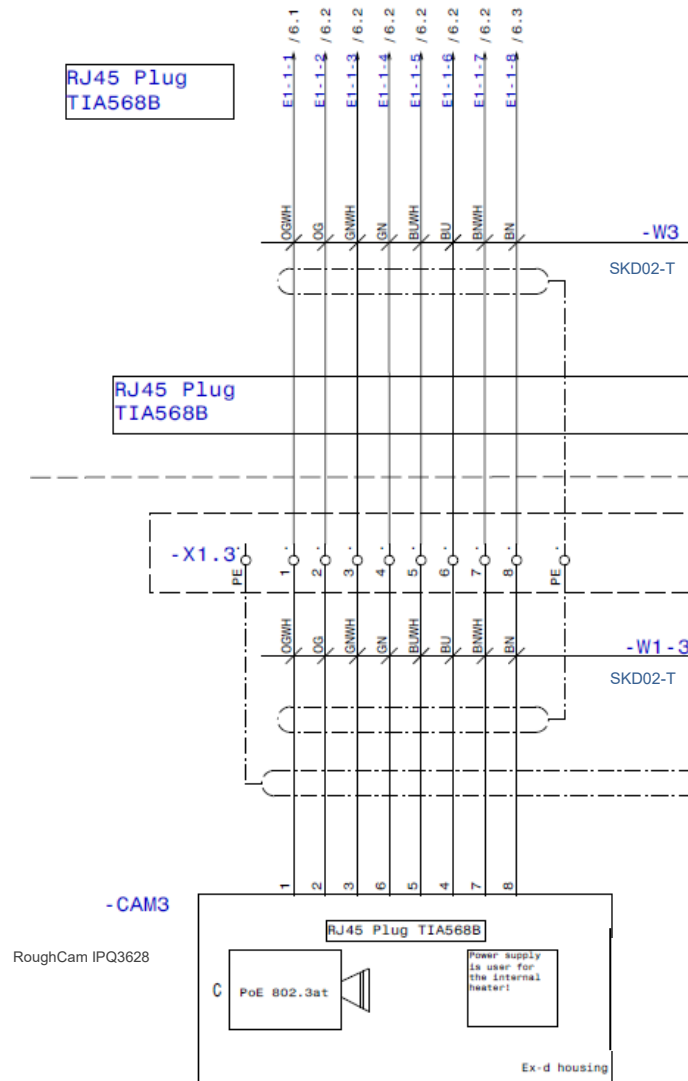 /6.1 /6.2 /6.2 /6.2 /6.2 /6.2 /6.2 /6.3
E1-1-1 E1-1-2 E1-1-3 E1-1-4 E1-1-5 E1-1-6 E1-1-7 E1-1-8
RJ45 Plug
TIA568B
OGWH OG GNWH GN BUWH BU BNWH BN
-W3
SKD02-T
RJ45 Plug
TIA568B
-X1.3
PE 1 2 3 4 5 6 7 8 PE
OGWH OG GNWH GN BUWH BU BNWH BN
-W1-3
SKD02-T
1 2 3 6 5 4 7 8
-CAM3
RJ45 Plug TIA568B
RoughCam IPQ3628
C
PoE 802.3at
Power supply
is user for
the internal
heater!
Ex-d housing